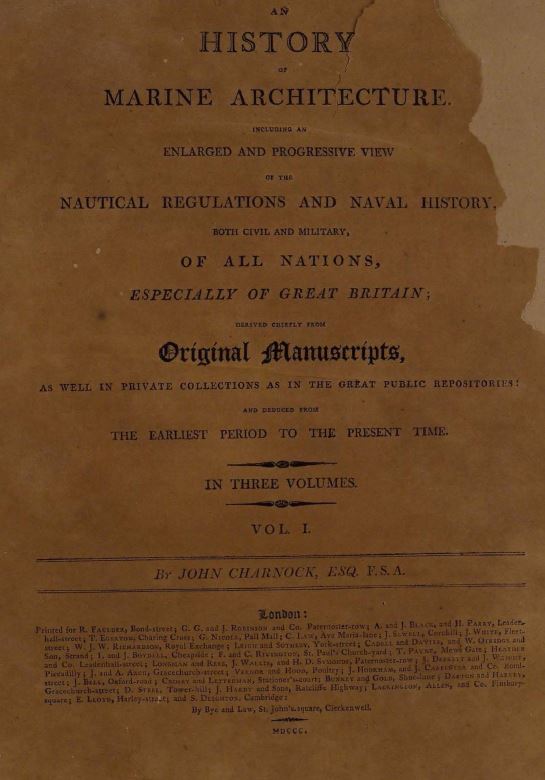 AN
HISTORY
OF
MARINE ARCHITECTURE.
INCLUDING AN
ENLARGED AND PROGRESSIVE VIEW
OF THE
NAUTICAL REGULATIONS AND NAVAL HISTORY,
BOTH CIVIL AND MILITARY,
OF ALL NATIONS,
ESPECIALLY OF GREAT BRITAIN;
DERIVED CHIEFLY FROM
Original Manuscripts,
AS WELL IN PRIVATE COLLECTIONS AS IN THE GREAT PUBLIC REPOSITORIES:
AND DEDUCED FROM
THE EARLIEST PERIOD TO THE PRESENT TIME.
IN THREE VOLUMES.
VOL. I.
BY JOHN CHARNOCK, ESQ. F. S. A.
London:
Printed for R. FAULDER, Bond-street; G. G. and J. ROBINSON and Co. Paternoster-row; A. and J. BLACK, and H. PARRY, Leaden-
hall-street; T. EGERTON, Charing Cross; G. NICOLL, Pall Mall; C. LAW, Ave Maria-lane; J. SEWELL, Cornhill; J. WHITE, Fleet-
street; W. J. W. RICHARDSON, Royal Exchange; LEIGH and SOTHEBY, York-street; CADELL and DAVIES, and W. OTRIDGE and
Son, Strand; I. and J. BOYDELL, Cheapside; F. and C. RIVINGTON, St. Paul's Church-yard; T. PAYNE, Mews Gate; HEATHER
and Co. Leadenhall-street; LONGMAN and REES, J. WALLIS, and H. D. SYMONDS, Paternoster-row; S. DEBRETT and J. WRIGHT,
Piccadilly; J. and A. ARCH, Gracechurch-street; VERNOR and HOOD, Poultry; J. HOOKHAM, and J. CARPENTER and Co. Bond-
street; J. BELL, Oxford-road; CROSBY and LETTERMAN, Stationer's-court; BUNNEY and GOLD, Shoe-lane; DARTON and HARVEY,
Gracechurch-street; D. STEEL, Tower-hill; J. HARDY and Sons, Ratcliffe Highway; LACKINGTON, ALLEN, and Co. Finsbury-
square; E. LLOYD, Harley-street; and S. DEIGHTON, Cambridge:
By Bye and Law, St. John's-square, Clerkenwell.
MDCCC.